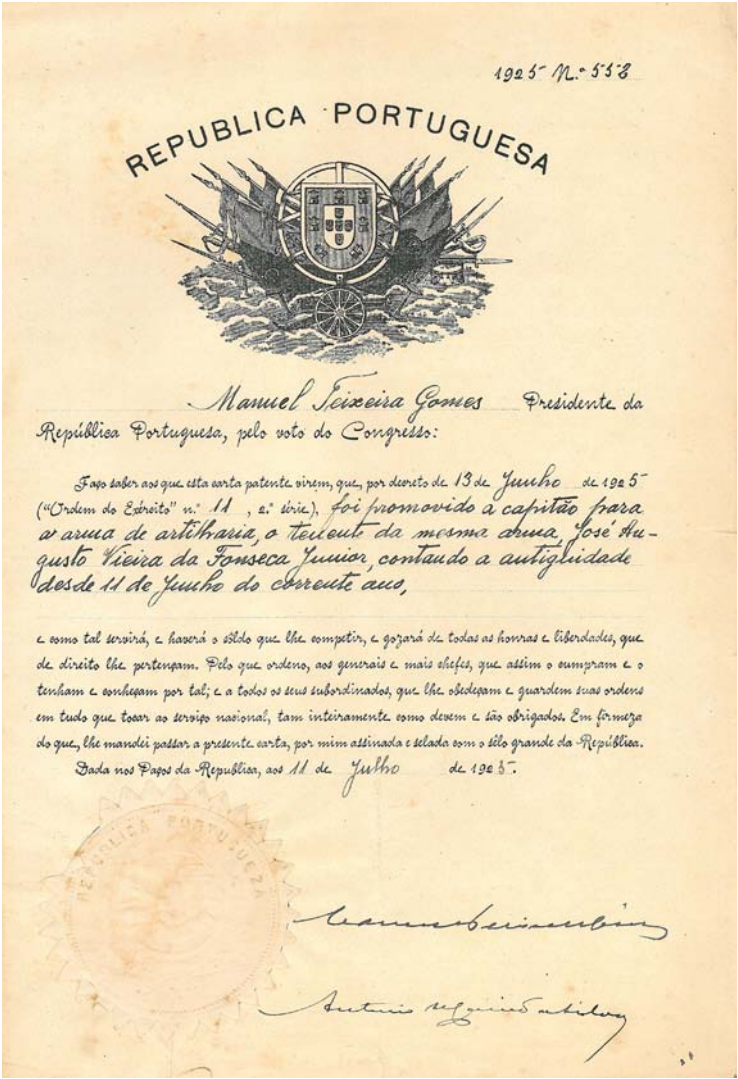 1925 N.º 552
REPUBLICA PORTUGUESA
Manuel Teixeira Gomes Presidente da
República Portuguesa, pelo voto do Congresso:
Faço saber aos que esta carta patente virem, que, por decreto de 13 de Junho de 1925
("Ordem do Exército" n.º 11, 2.ª série), foi promovido a capitão para
a arma de artilharia, o tenente da mesma arma, José Au-
gusto Vieira da Fonseca Junior, contando a antigüidade
desde 11 de Junho do corrente ano,
e como tal servirá, e haverá o sôldo que lhe competir, e gozará de todas as honras e liberdades, que
de direito lhe pertençam. Pelo que ordeno, aos generais e mais chefes, que assim o cumpram e o
tenham e conheçam por tal; e a todos os seus subordinados, que lhe obedeçam e guardem suas ordens
em tudo que tocar ao serviço nacional, tam inteiramente como devem e são obrigados. Em firmeza
do que, lhe mandei passar a presente carta, por mim assinada e selada com o sêlo grande da República.
Dada nos Paços da Republica, aos 11 de Julho de 1925.
REPUBLICA PORTUGUEZA
Antonio